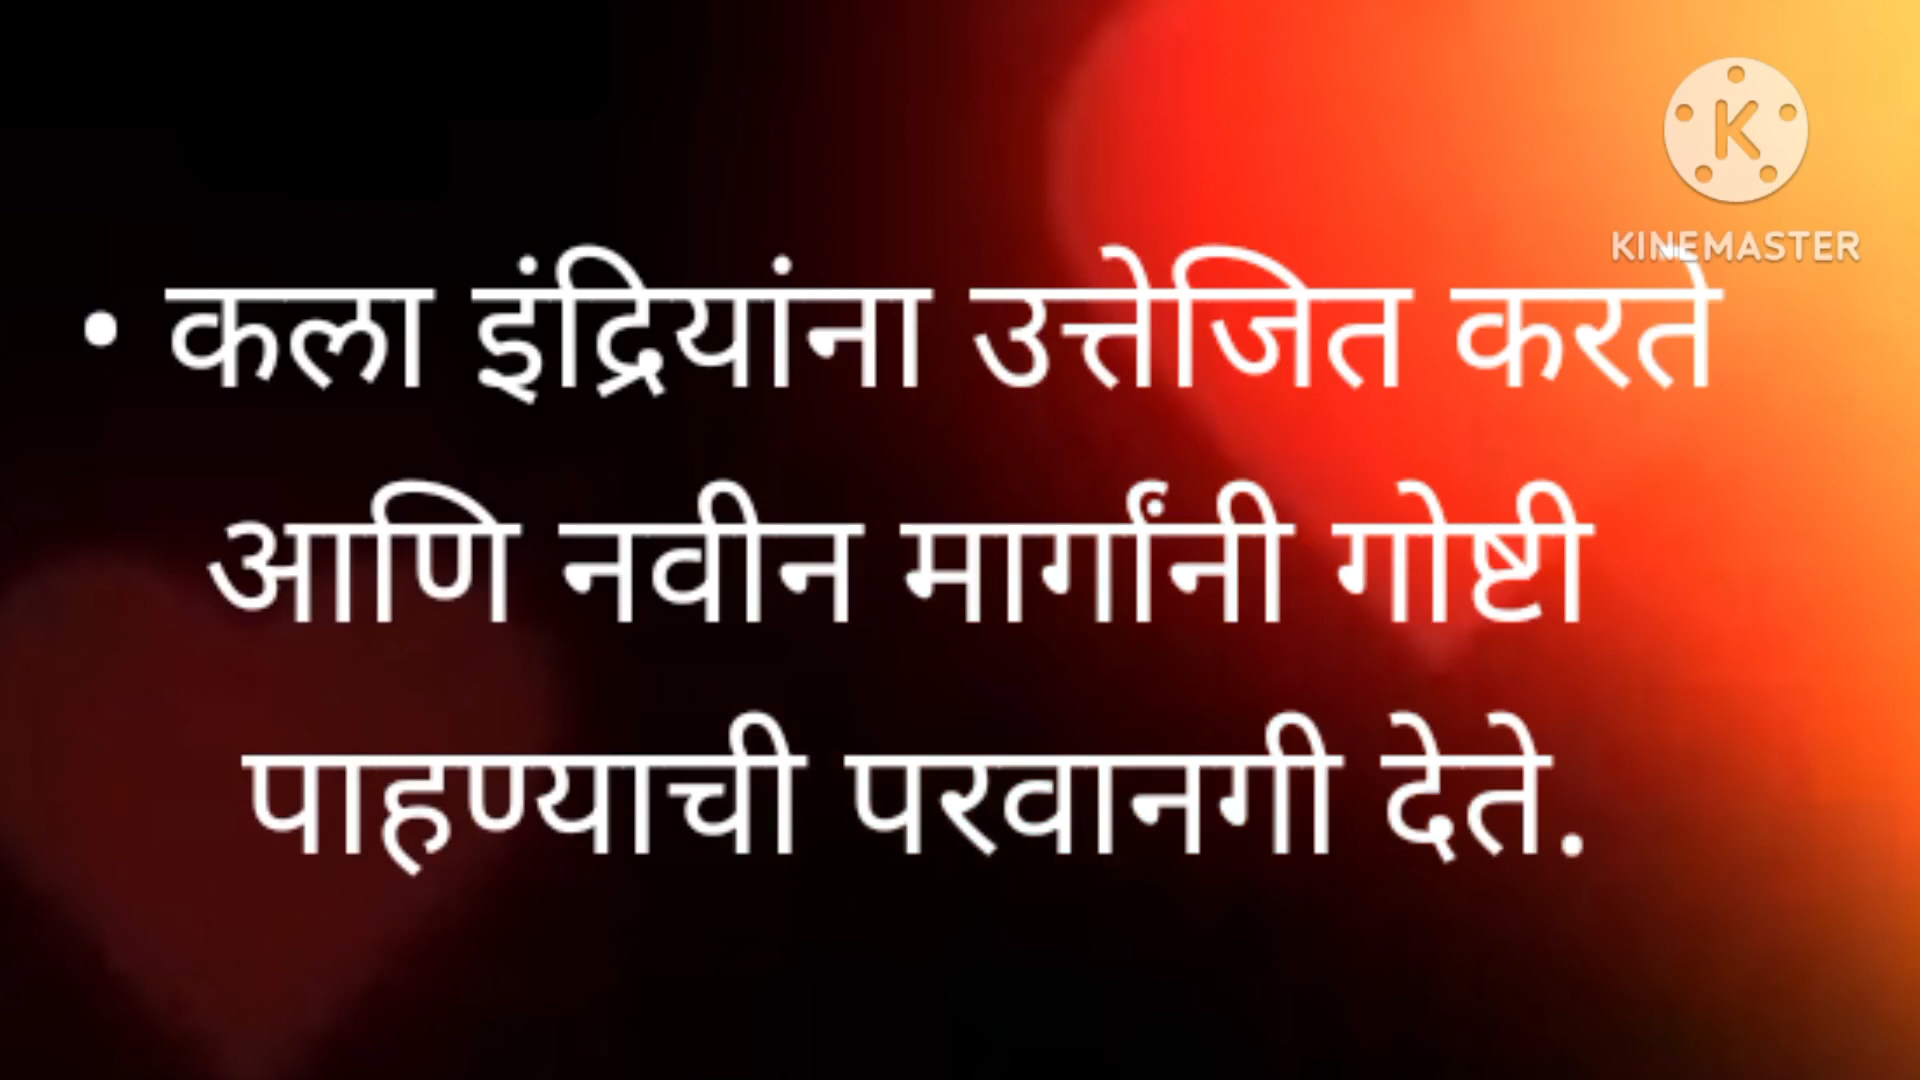 KINEMASTER
• कला इंद्रियांना उत्तेजित करते
आणि नवीन मार्गांनी गोष्टी
पाहण्याची परवानगी देते.